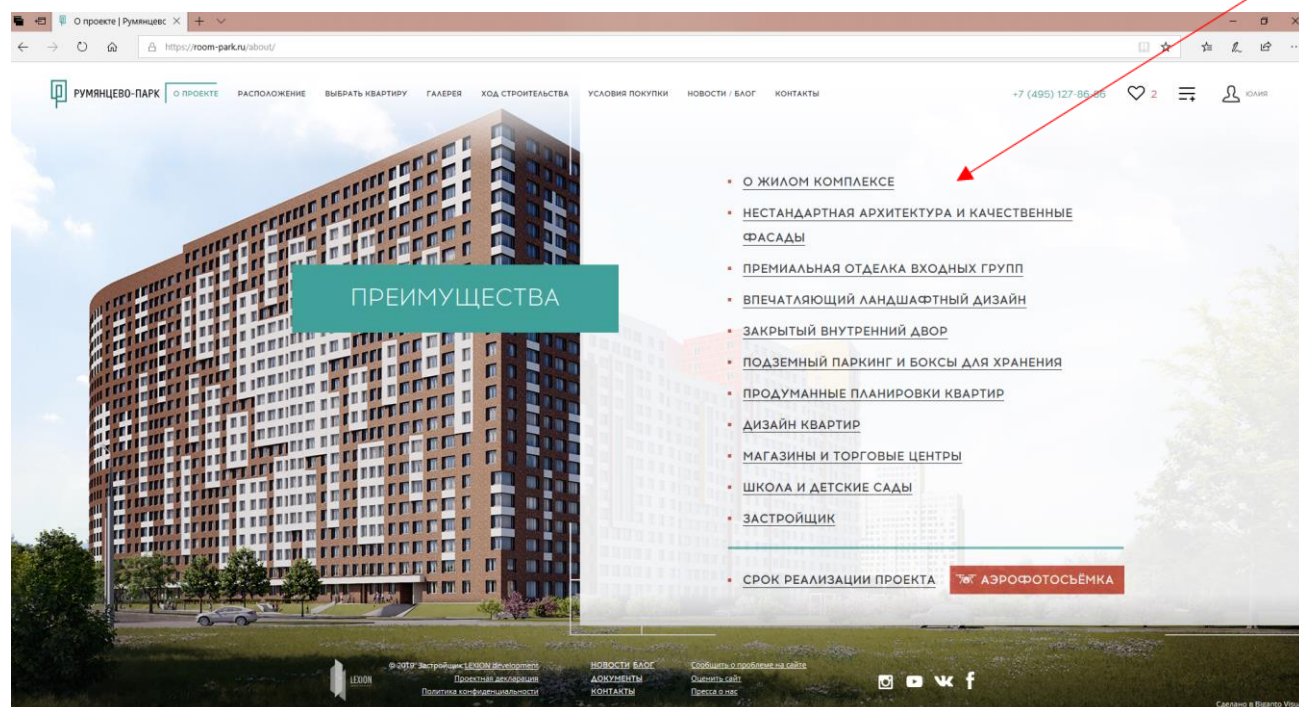 О проекте | Румянцевс
https://room-park.ru/about/
РУМЯНЦЕВО-ПАРК О ПРОЕКТЕ РАСПОЛОЖЕНИЕ ВЫБРАТЬ КВАРТИРУ ГАЛЕРЕЯ ХОД СТРОИТЕЛЬСТВА УСЛОВИЯ ПОКУПКИ НОВОСТИ / БЛОГ КОНТАКТЫ +7 (495) 127-86-86 2 ЮЛИЯ
О ЖИЛОМ КОМПЛЕКСЕ
НЕСТАНДАРТНАЯ АРХИТЕКТУРА И КАЧЕСТВЕННЫЕ
ФАСАДЫ
ПРЕМИАЛЬНАЯ ОТДЕЛКА ВХОДНЫХ ГРУПП
ПРЕИМУЩЕСТВА
ВПЕЧАТЛЯЮЩИЙ ЛАНДШАФТНЫЙ ДИЗАЙН
ЗАКРЫТЫЙ ВНУТРЕННИЙ ДВОР
ПОДЗЕМНЫЙ ПАРКИНГ И БОКСЫ ДЛЯ ХРАНЕНИЯ
ПРОДУМАННЫЕ ПЛАНИРОВКИ КВАРТИР
ДИЗАЙН КВАРТИР
МАГАЗИНЫ И ТОРГОВЫЕ ЦЕНТРЫ
ШКОЛА И ДЕТСКИЕ САДЫ
ЗАСТРОЙЩИК
СРОК РЕАЛИЗАЦИИ ПРОЕКТА АЭРОФОТОСЪЁМКА
LEXION
© 2019. Застройщик LEXION development
Проектная декларация
Политика конфиденциальности
НОВОСТИ БЛОГ
ДОКУМЕНТЫ
КОНТАКТЫ
Сообщить о проблеме на сайте
Оценить сайт
Пресса о нас
Сделано в Biganto Visu